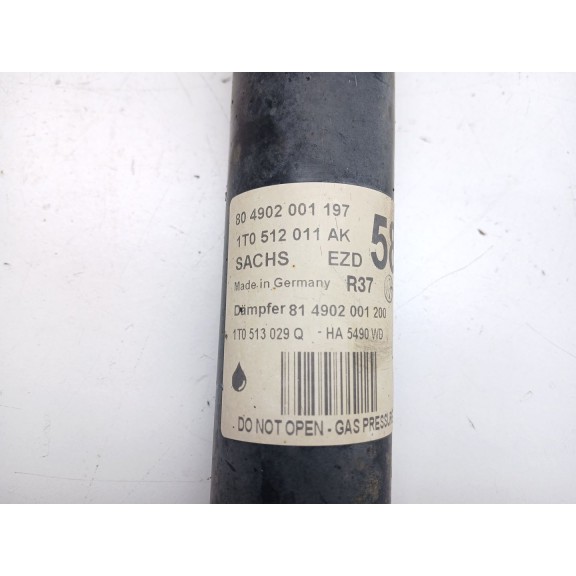 80 4902 001 197
1T0 512 011 AK
SACHS. EZD 58
Made in Germany R37
Dämpfer 81 4902 001 200
1T0 513 029 Q - HA 5490 WD
DO NOT OPEN - GAS PRESSURE